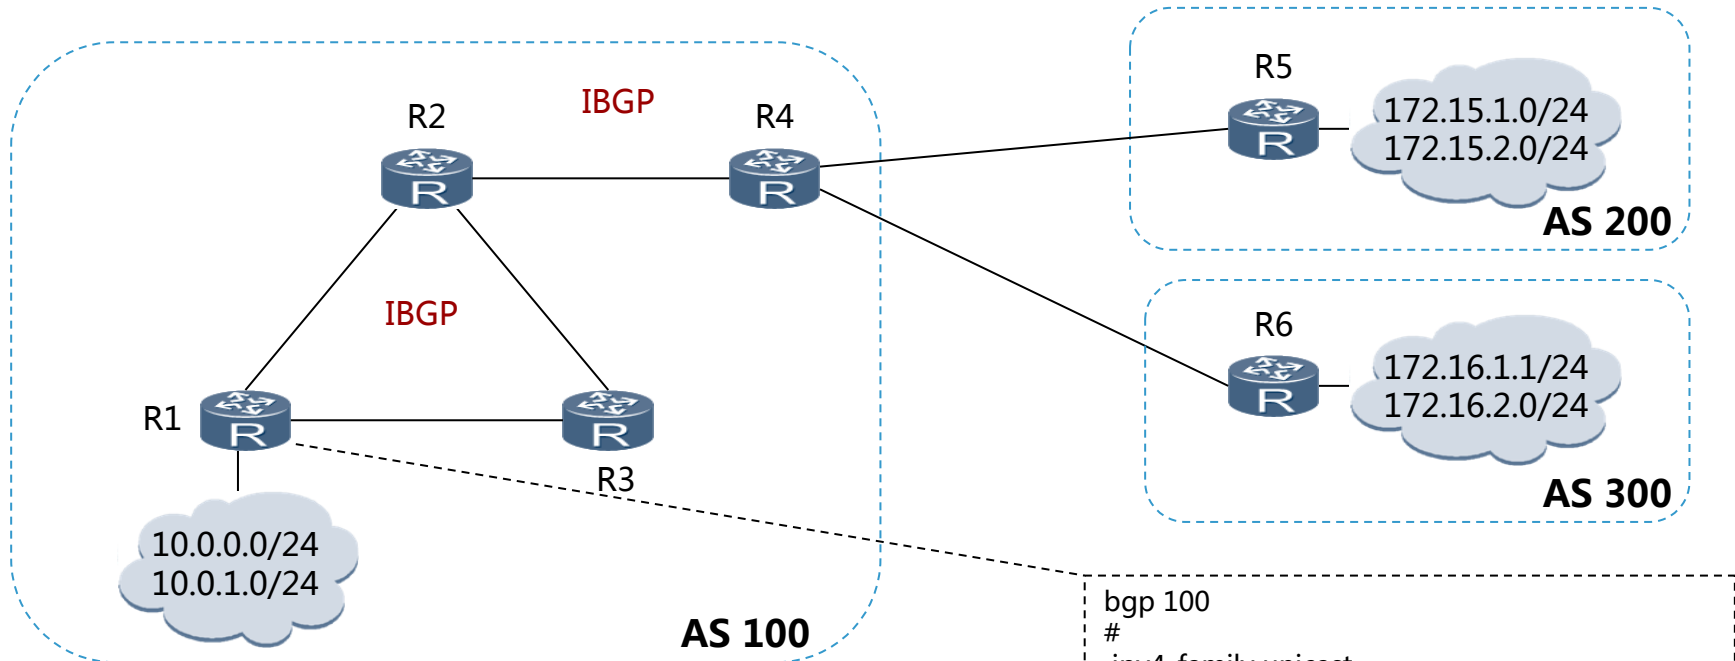 R5
172.15.1.0/24
172.15.2.0/24
AS 200
IBGP
R2
R4
R
R
R
IBGP
R6
172.16.1.1/24
172.16.2.0/24
R
AS 300
R1
R
R
R3
10.0.0.0/24
10.0.1.0/24
AS 100
bgp 100
#